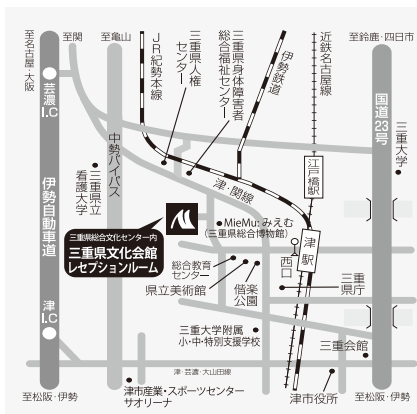 至関
至亀山
至鈴鹿・四日市
至名古屋・大阪
JR紀勢本線
三重県人権
センター
三重県身体障害者
総合福祉センター
伊勢鉄道
近鉄名古屋線
芸濃
I.C
国道23号
三重大学
中勢バイパス
江戸橋駅
三重県立
看護大学
津・関線
伊勢自動車道
MieMu:みえむ
(三重県総合博物館)
三重県総合文化センター内
三重県文化会館
レセプションルーム
津駅
西口
総合教育
センター
県立美術館
偕楽
公園
三重
県庁
津
I.C
三重大学附属
小・中・特別支援学校
三重会館
津・芸濃・大山田線
津市産業・スポーツセンター
サオリーナ
津市役所
至松阪・伊勢
至松阪・伊勢